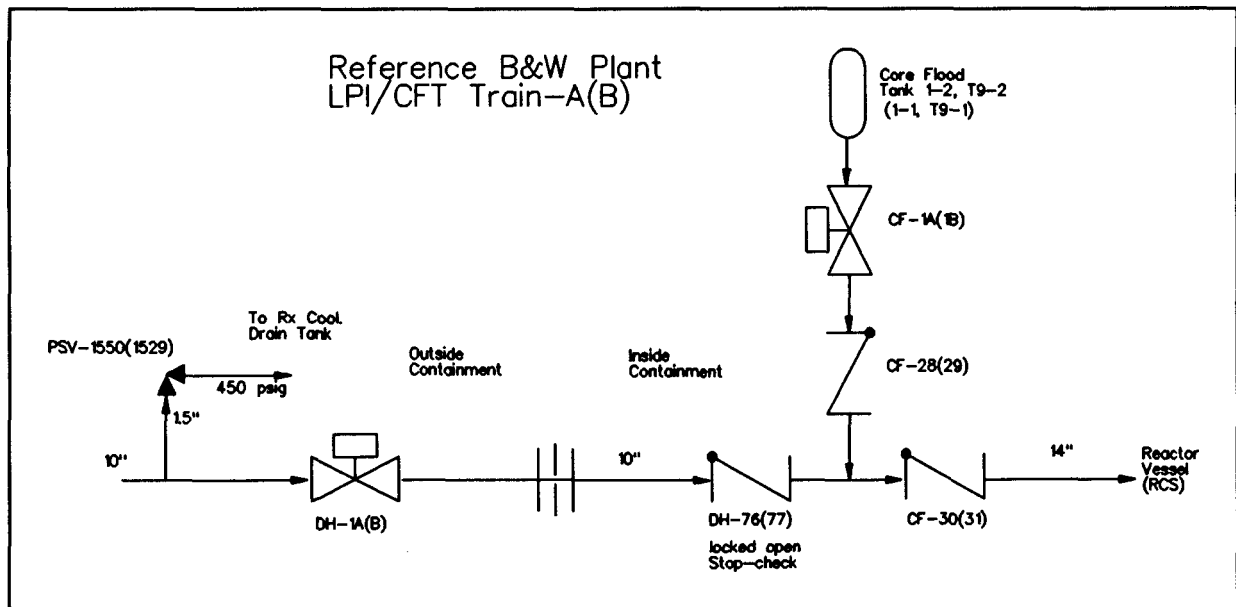 Reference B&W Plant
LPI/CFT Train-A(B)
Core Flood
Tank 1-2, T9-2
(1-1, T9-1)
CF-1A(1B)
To Rx Cool.
Drain Tank
PSV-1550(1529)
Outside
Containment
Inside
Containment
CF-28(29)
450 psig
1.5"
10"
10"
14"
Reactor
Vessel
(RCS)
DH-1A(B)
DH-76(77)
CF-30(31)
locked open
Stop-check